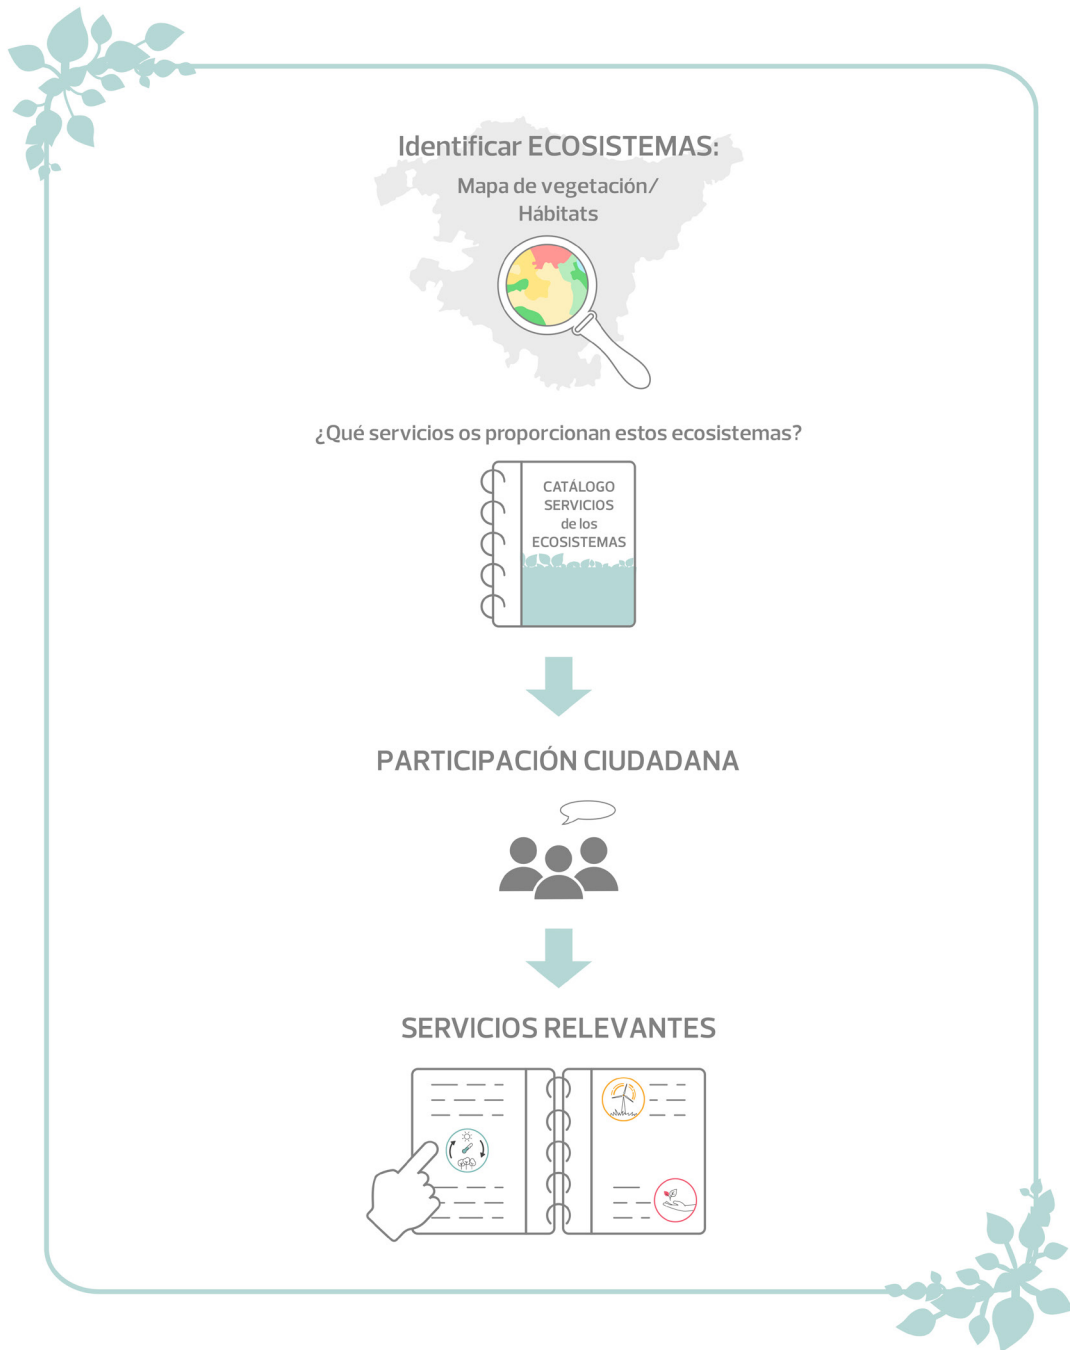 Identificar ECOSISTEMAS:
Mapa de vegetación/
Hábitats
¿Qué servicios os proporcionan estos ecosistemas?
CATÁLOGO
SERVICIOS
de los
ECOSISTEMAS
PARTICIPACIÓN CIUDADANA
SERVICIOS RELEVANTES